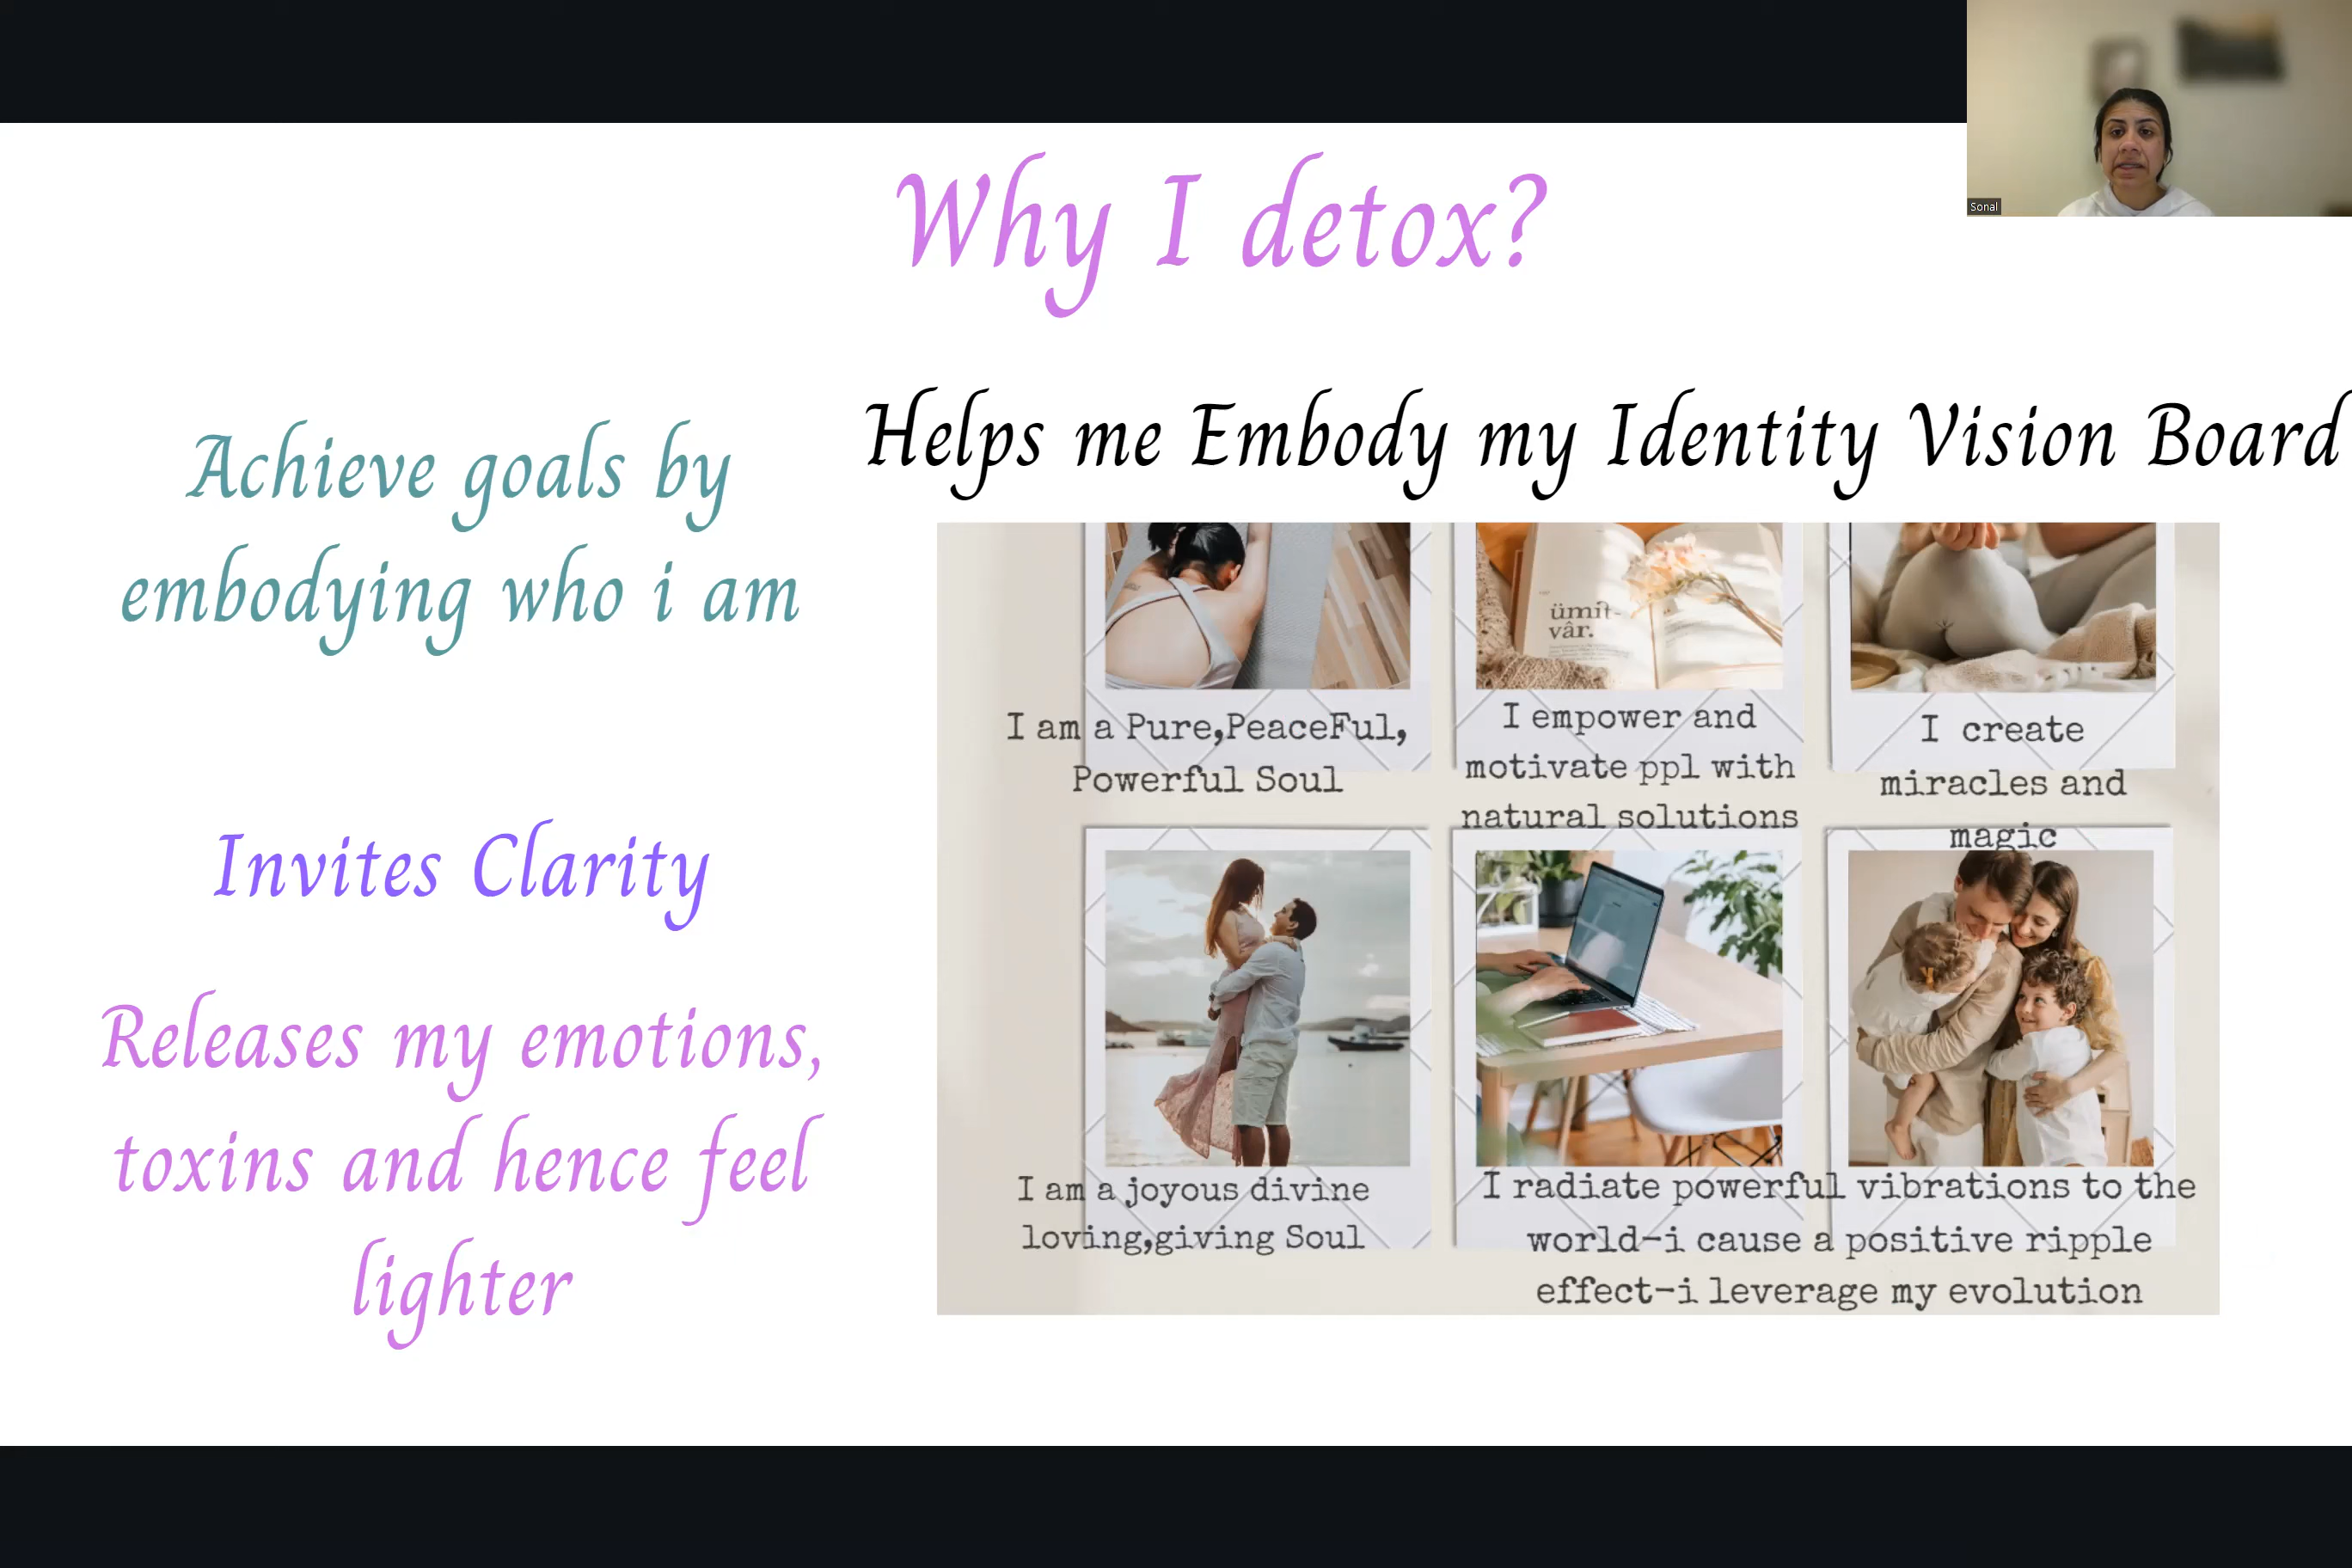 Sonal
Why I detox?
Achieve goals by
embodying who i am
Invites Clarity
Releases my emotions,
toxins and hence feel
lighter
Helps me Embody my Identity Vision Board
ümit-
vâr.
I am a Pure,PeaceFul,
Powerful Soul
I empower and
motivate ppl with
natural solutions
I create
miracles and
magic
I am a joyous divine
loving,giving Soul
I radiate powerful vibrations to the
world-i cause a positive ripple
effect-i leverage my evolution